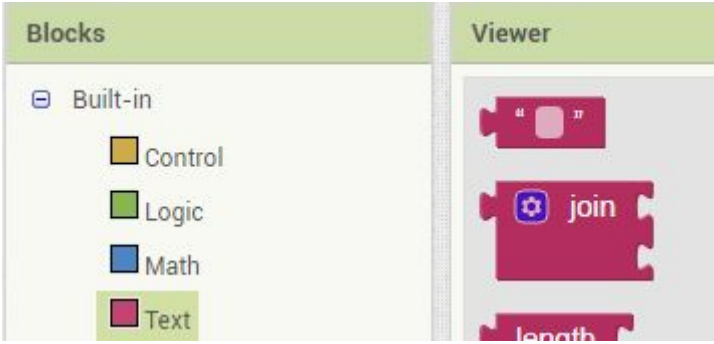 Blocks
Built-in
Control
Logic
Math
Text
Viewer
“ ”
join
length